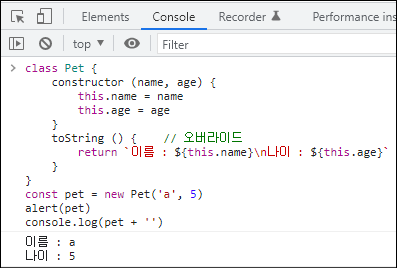 Elements Console Recorder Performance ins
top Filter
> class Pet {
    constructor (name, age) {
        this.name = name
        this.age = age
    }
    toString () {    // 오버라이드
        return `이름 : ${this.name}\n나이 : ${this.age}`
    }
}
const pet = new Pet('a', 5)
alert(pet)
console.log(pet + '')
이름 : a
나이 : 5